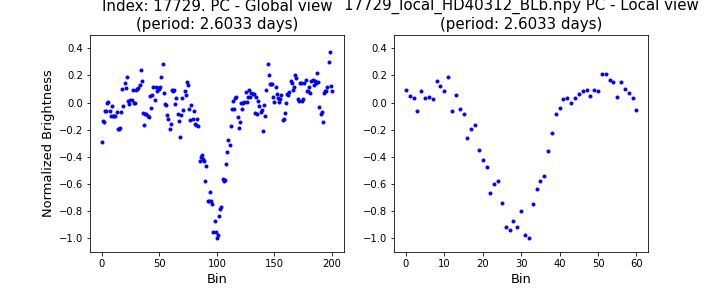 Index: 17729. PC - Global view
(period: 2.6033 days)
17729_local_HD40312_BLb.npy PC - Local view
(period: 2.6033 days)
Normalized Brightness
0.4
0.2
0.0
−0.2
−0.4
−0.6
−0.8
−1.0
0 50 100 150 200
Bin
0.4
0.2
0.0
−0.2
−0.4
−0.6
−0.8
−1.0
0 10 20 30 40 50 60
Bin